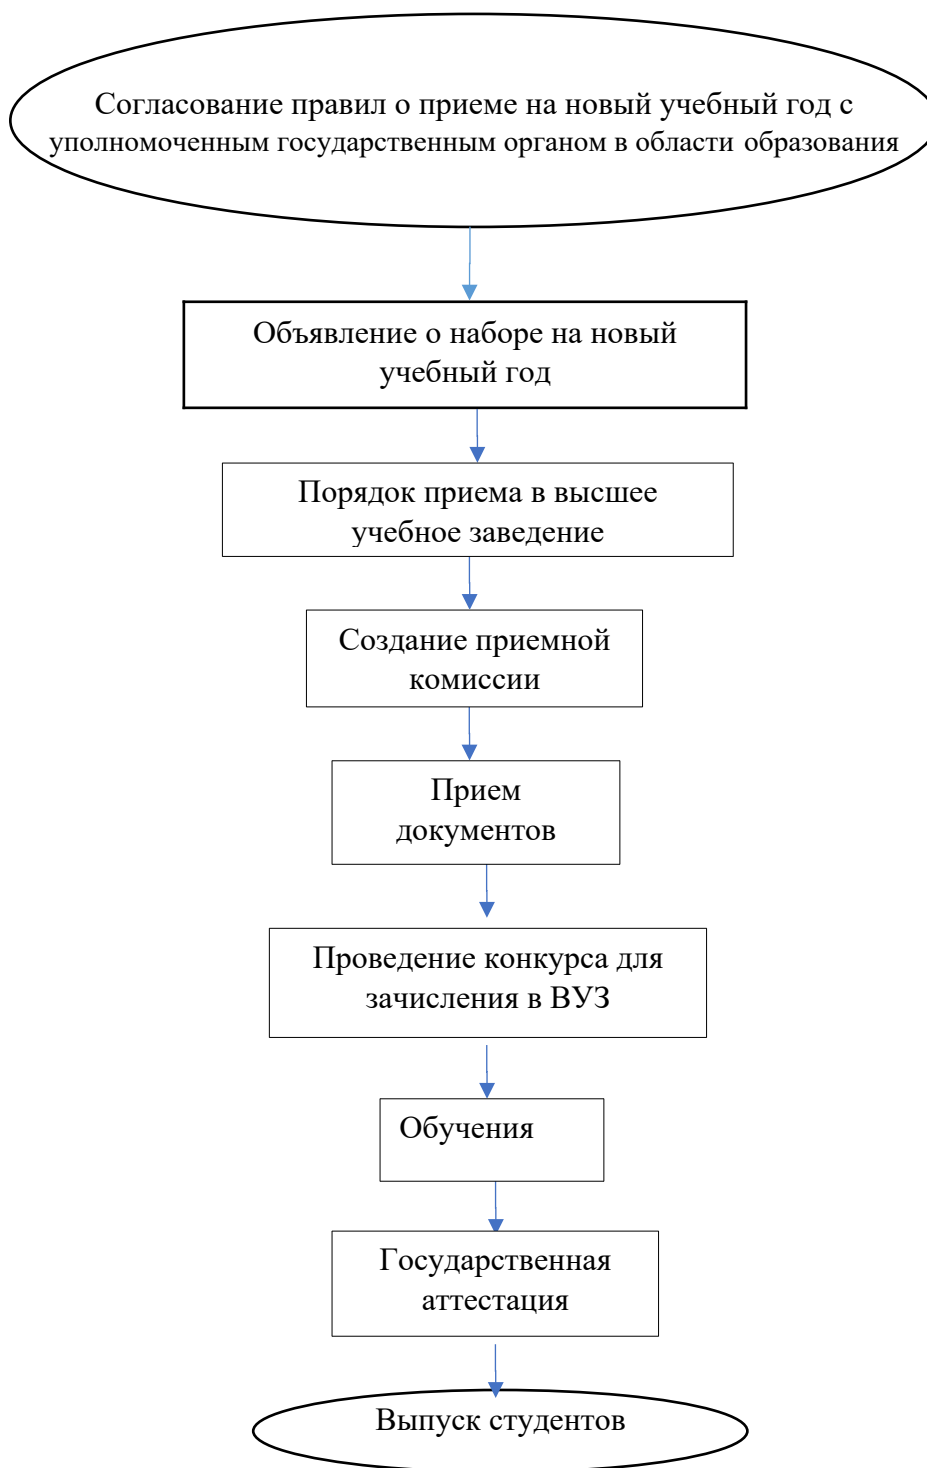 Согласование правил о приеме на новый учебный год с
уполномоченным государственным органом в области образования
Объявление о наборе на новый
учебный год
Порядок приема в высшее
учебное заведение
Создание приемной
комиссии
Прием
документов
Проведение конкурса для
зачисления в ВУЗ
Обучения
Государственная
аттестация
Выпуск студентов